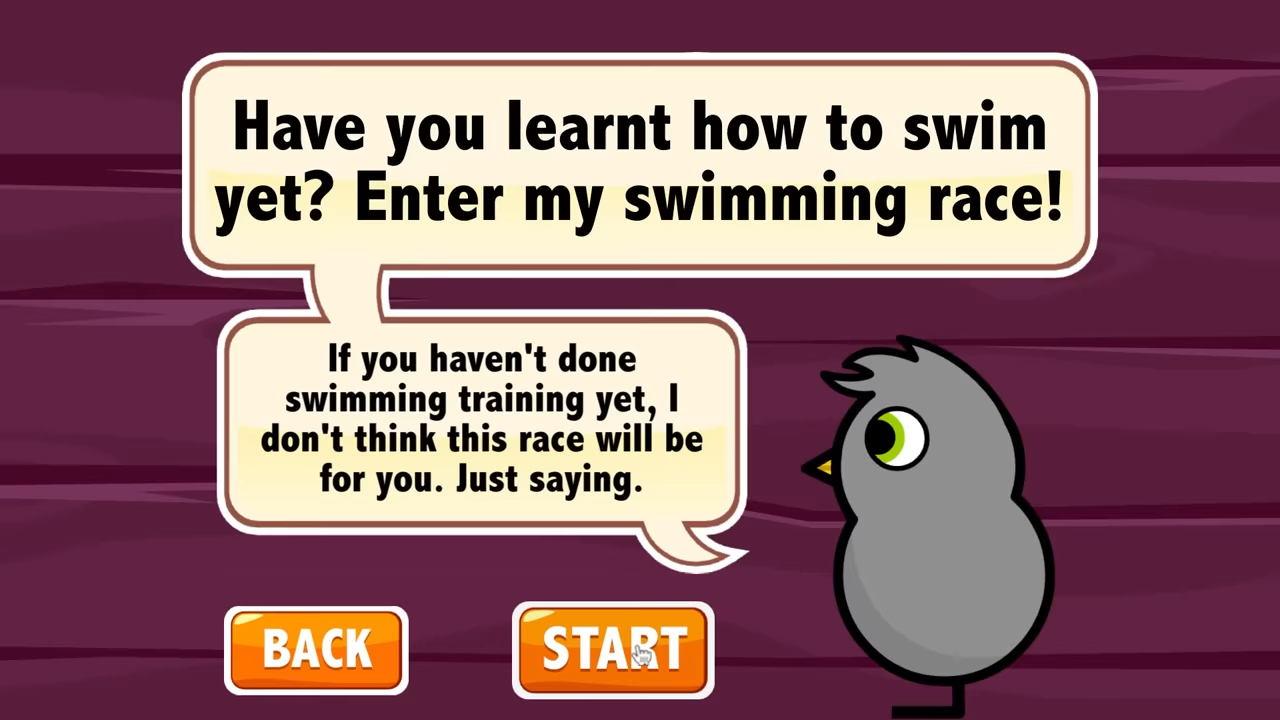 Have you learnt how to swim
yet? Enter my swimming race!
If you haven't done
swimming training yet, I
don't think this race will be
for you. Just saying.
BACK
START